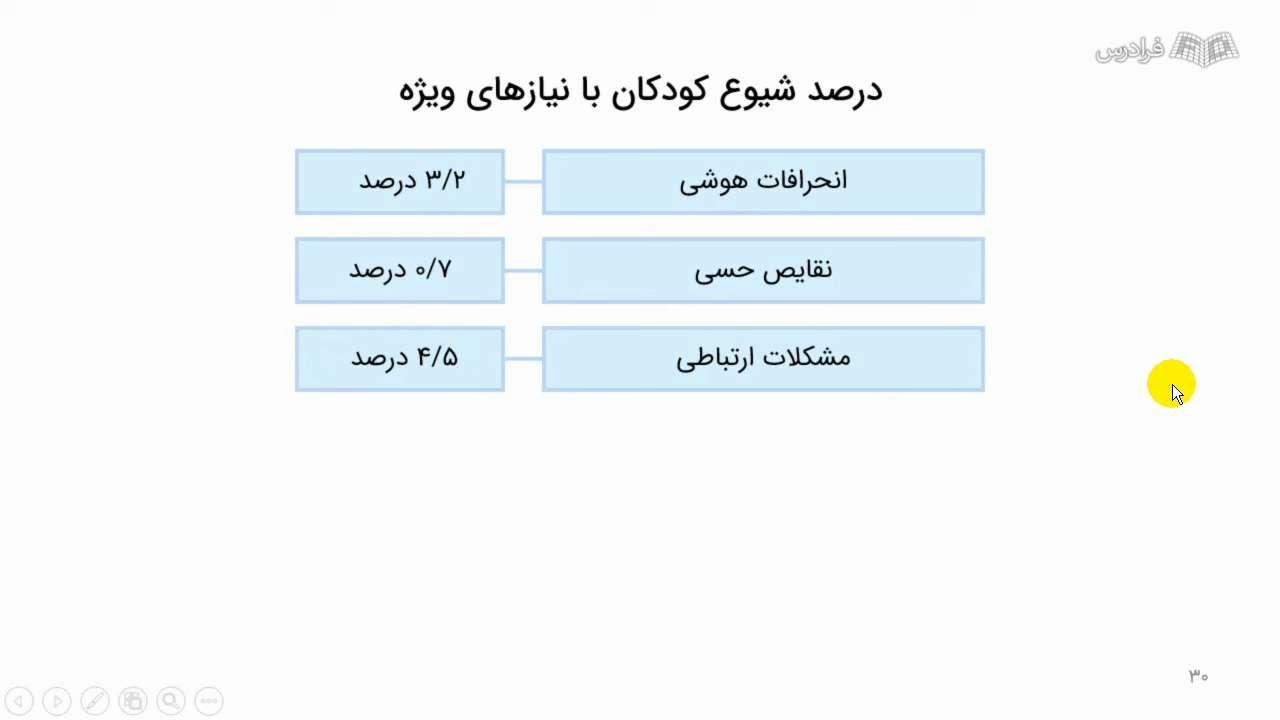 فرادرس
درصد شیوع کودکان با نیازهای ویژه
انحرافات هوشی
۳/۲ درصد
نقایص حسی
۰/۷ درصد
مشکلات ارتباطی
۴/۵ درصد
۳۰